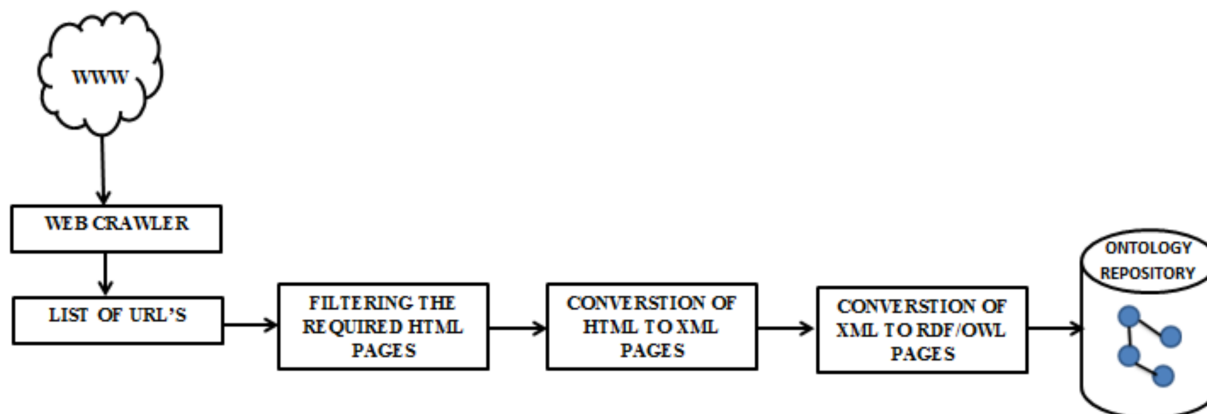 WWW
WEB CRAWLER
LIST OF URL'S
FILTERING THE
REQUIRED HTML
PAGES
CONVERSTION OF
HTML TO XML
PAGES
CONVERSTION OF
XML TO RDF/OWL
PAGES
ONTOLOGY
REPOSITORY